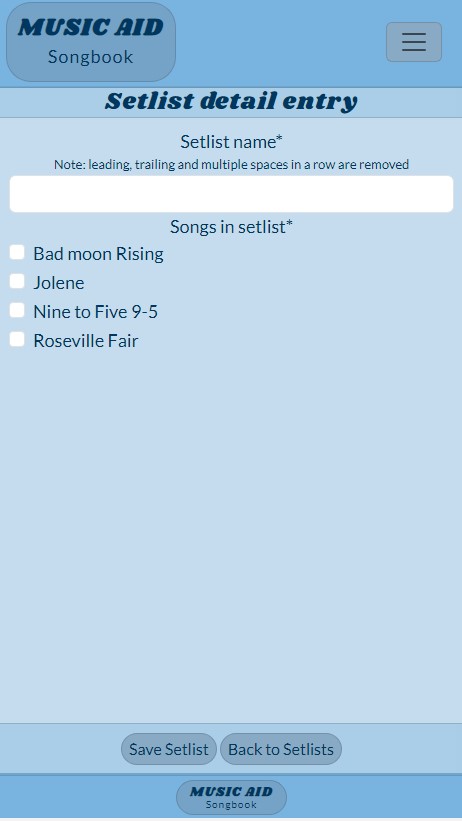 MUSIC AID
Songbook
Setlist detail entry
Setlist name*
Note: leading, trailing and multiple spaces in a row are removed
Songs in setlist*
Bad moon Rising
Jolene
Nine to Five 9-5
Roseville Fair
Save Setlist Back to Setlists
MUSIC AID
Songbook